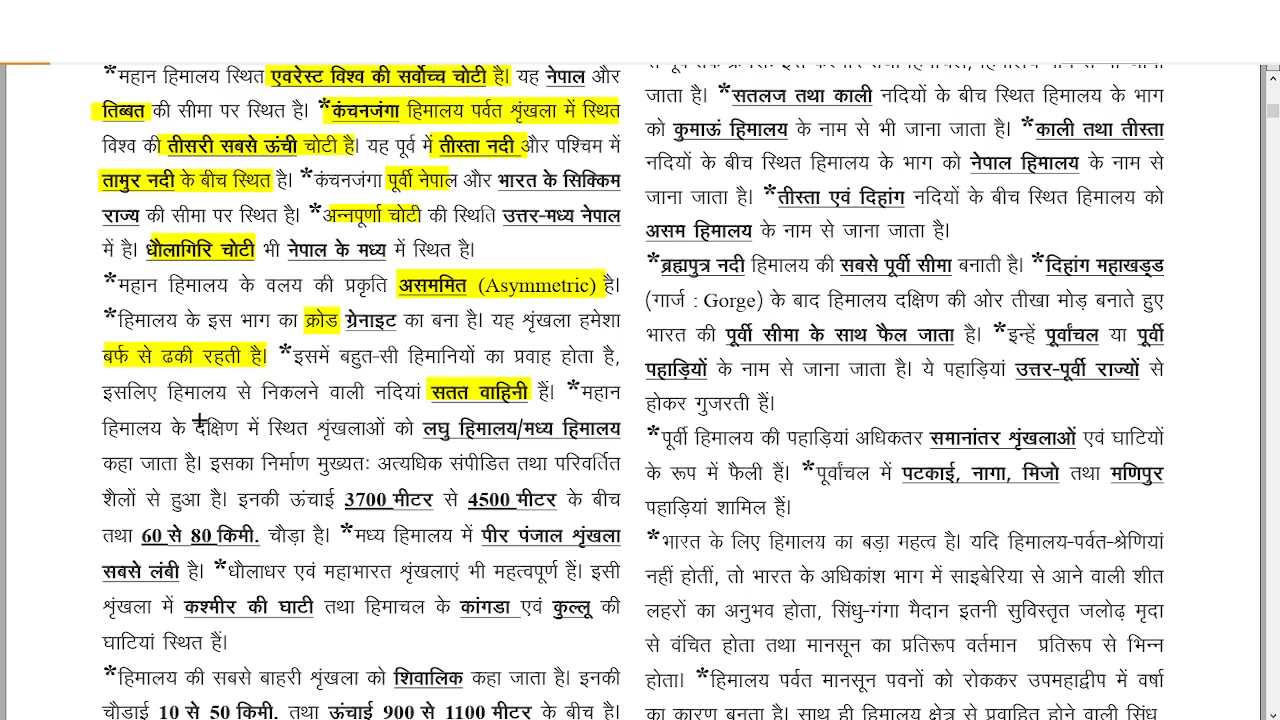 *महान हिमालय स्थित एवरेस्ट विश्व की सर्वोच्च चोटी है। यह नेपाल और
तिब्बत की सीमा पर स्थित है। *कंचनजंगा हिमालय पर्वत शृंखला में स्थित
विश्व की तीसरी सबसे ऊंची चोटी है। यह पूर्व में तीस्ता नदी और पश्चिम में
तामुर नदी के बीच स्थित है। *कंचनजंगा पूर्वी नेपाल और भारत के सिक्किम
राज्य की सीमा पर स्थित है। *अन्नपूर्णा चोटी की स्थिति उत्तर-मध्य नेपाल
में है। धौलागिरि चोटी भी नेपाल के मध्य में स्थित है।
*महान हिमालय के वलय की प्रकृति असममित (Asymmetric) है।
*हिमालय के इस भाग का क्रोड ग्रेनाइट का बना है। यह शृंखला हमेशा
बर्फ से ढकी रहती है। *इसमें बहुत-सी हिमानियों का प्रवाह होता है,
इसलिए हिमालय से निकलने वाली नदियां सतत वाहिनी हैं। *महान
हिमालय के दक्षिण में स्थित शृंखलाओं को लघु हिमालय/मध्य हिमालय
कहा जाता है। इसका निर्माण मुख्यतः अत्यधिक संपीडित तथा परिवर्तित
शैलों से हुआ है। इनकी ऊंचाई 3700 मीटर से 4500 मीटर के बीच
तथा 60 से 80 किमी. चौड़ा है। *मध्य हिमालय में पीर पंजाल शृंखला
सबसे लंबी है। *धौलाधर एवं महाभारत शृंखलाएं भी महत्वपूर्ण हैं। इसी
शृंखला में कश्मीर की घाटी तथा हिमाचल के कांगडा एवं कुल्लू की
घाटियां स्थित हैं।
*हिमालय की सबसे बाहरी शृंखला को शिवालिक कहा जाता है। इनकी
चौड़ाई 10 से 50 किमी. तथा ऊंचाई 900 से 1100 मीटर के बीच है।
जाता है। *सतलज तथा काली नदियों के बीच स्थित हिमालय के भाग
को कुमाऊं हिमालय के नाम से भी जाना जाता है। *काली तथा तीस्ता
नदियों के बीच स्थित हिमालय के भाग को नेपाल हिमालय के नाम से
जाना जाता है। *तीस्ता एवं दिहांग नदियों के बीच स्थित हिमालय को
असम हिमालय के नाम से जाना जाता है।
*ब्रह्मपुत्र नदी हिमालय की सबसे पूर्वी सीमा बनाती है। *दिहांग महाखड्ड
(गार्ज : Gorge) के बाद हिमालय दक्षिण की ओर तीखा मोड़ बनाते हुए
भारत की पूर्वी सीमा के साथ फैल जाता है। *इन्हें पूर्वांचल या पूर्वी
पहाड़ियों के नाम से जाना जाता है। ये पहाड़ियां उत्तर-पूर्वी राज्यों से
होकर गुजरती हैं।
*पूर्वी हिमालय की पहाड़ियां अधिकतर समानांतर शृंखलाओं एवं घाटियों
के रूप में फैली हैं। *पूर्वांचल में पटकाई, नागा, मिजो तथा मणिपुर
पहाड़ियां शामिल हैं।
*भारत के लिए हिमालय का बड़ा महत्व है। यदि हिमालय-पर्वत-श्रेणियां
नहीं होतीं, तो भारत के अधिकांश भाग में साइबेरिया से आने वाली शीत
लहरों का अनुभव होता, सिंधु-गंगा मैदान इतनी सुविस्तृत जलोढ़ मृदा
से वंचित होता तथा मानसून का प्रतिरूप वर्तमान प्रतिरूप से भिन्न
होता। *हिमालय पर्वत मानसून पवनों को रोककर उपमहाद्वीप में वर्षा
का कारण बनता है। साथ ही हिमालय क्षेत्र से प्रवाहित होने वाली सिंधु